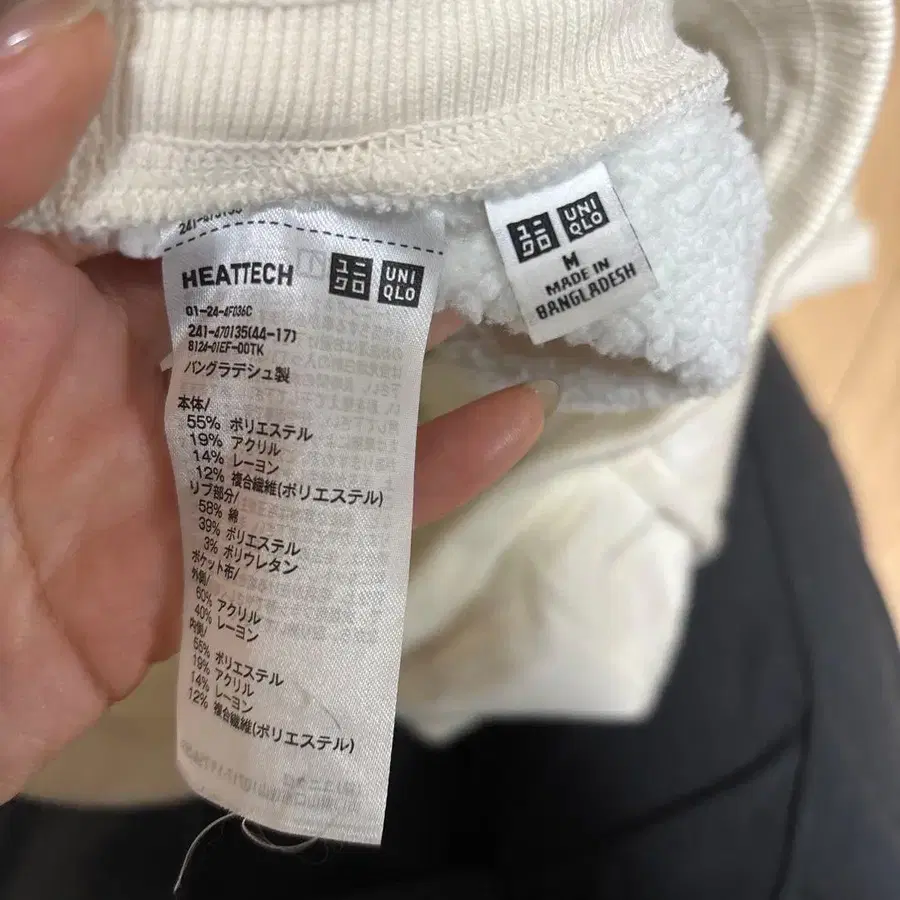 HEATTECH ユニクロ UNIQLO
01-24-4F036C
241-470135(44-17)
8124-01EF-00TK
バングラデシュ製
本体/
55% ポリエステル
19% アクリル
14% レーヨン
12% 複合繊維(ポリエステル)
リブ部分/
58% 綿
39% ポリエステル
3% ポリウレタン
ポケット布/
外側/
60% アクリル
40% レーヨン
内側/
55% ポリエステル
19% アクリル
14% レーヨン
12% 複合繊維(ポリエステル)
ユニクロ UNIQLO
M
MADE IN
BANGLADESH